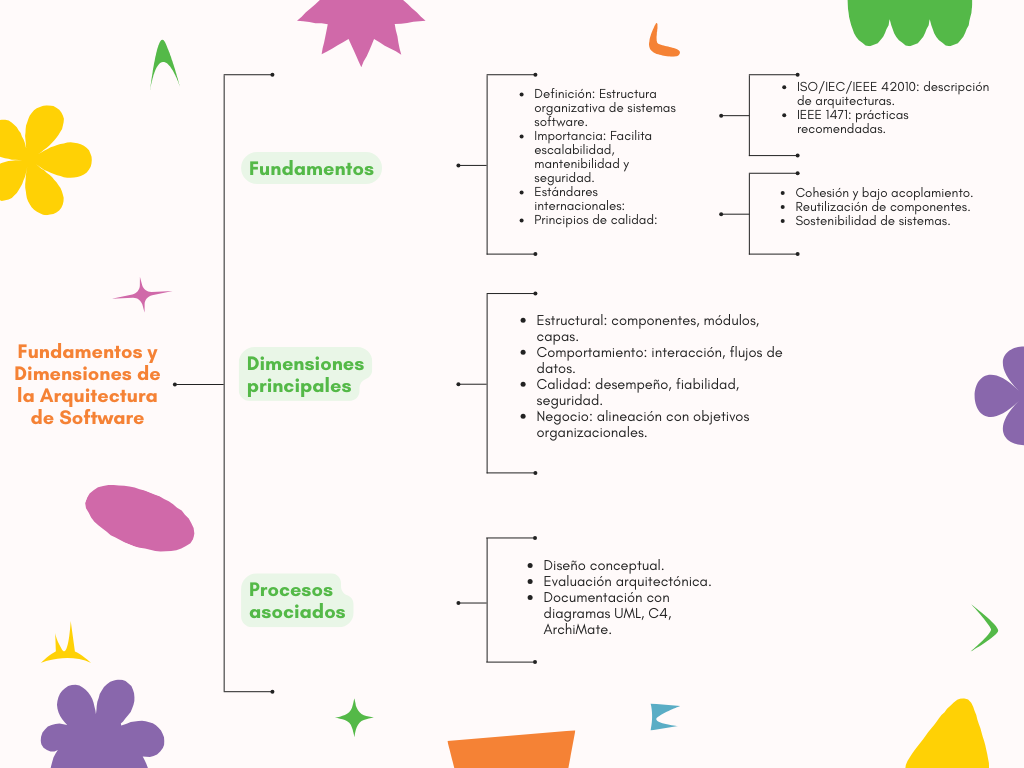 Fundamentos y
Dimensiones de
la Arquitectura
de Software
Fundamentos
• Definición: Estructura
organizativa de sistemas
software.
• Importancia: Facilita
escalabilidad,
mantenibilidad y
seguridad.
• Estándares
internacionales:
• Principios de calidad:
• ISO/IEC/IEEE 42010: descripción
de arquitecturas.
• IEEE 1471: prácticas
recomendadas.
• Cohesión y bajo acoplamiento.
• Reutilización de componentes.
• Sostenibilidad de sistemas.
Dimensiones
principales
• Estructural: componentes, módulos,
capas.
• Comportamiento: interacción, flujos de
datos.
• Calidad: desempeño, fiabilidad,
seguridad.
• Negocio: alineación con objetivos
organizacionales.
Procesos
asociados
• Diseño conceptual.
• Evaluación arquitectónica.
• Documentación con
diagramas UML, C4,
ArchiMate.